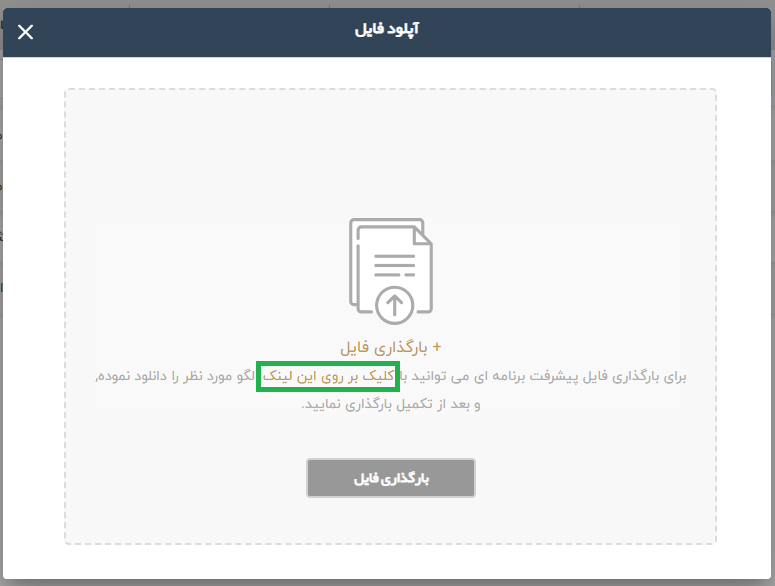 آپلود فایل
+ بارگذاری فایل
برای بارگذاری فایل پیشرفت برنامه ای می توانید با کلیک بر روی این لینک الگو مورد نظر را دانلود نموده,
و بعد از تکمیل بارگذاری نمایید.
بارگذاری فایل